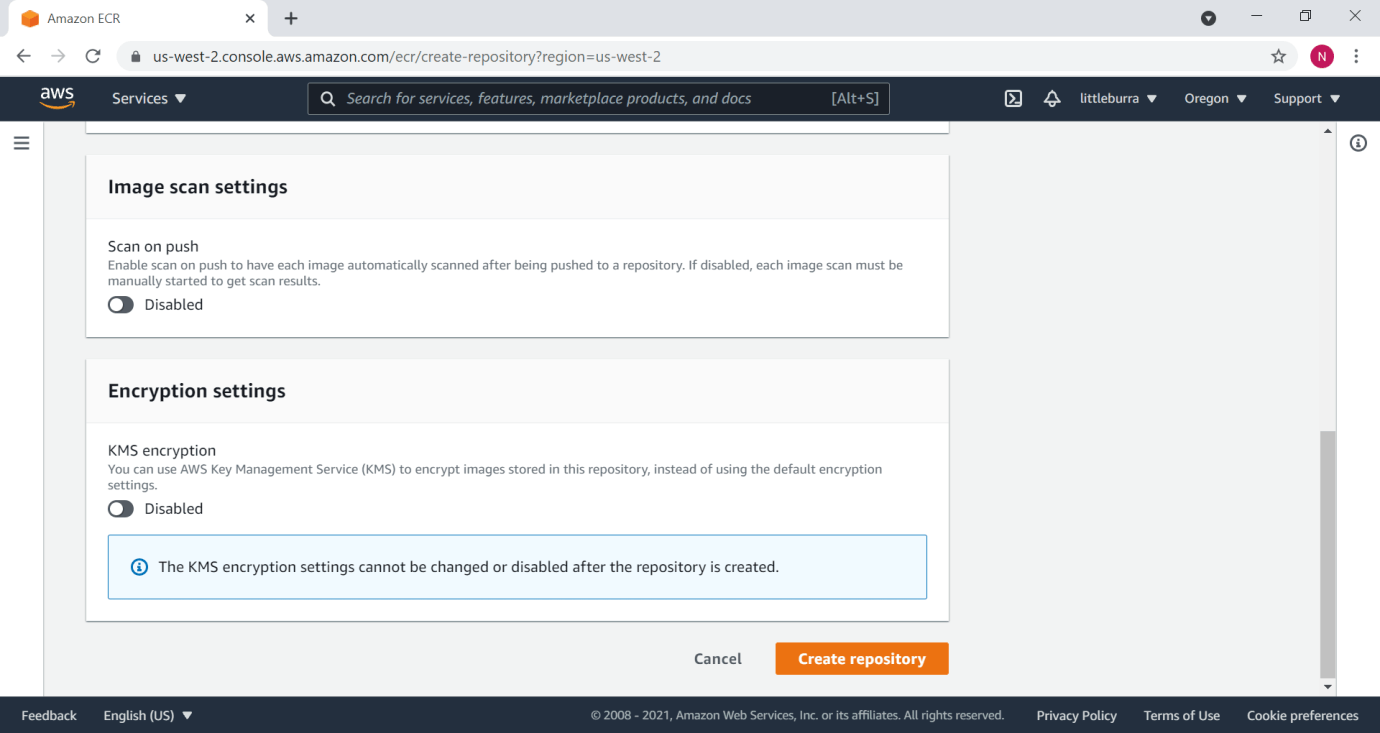 Amazon ECR
us-west-2.console.aws.amazon.com/ecr/create-repository?region=us-west-2
N
aws
Services
Search for services, features, marketplace products, and docs
[Alt+S]
littleburra
Oregon
Support
Image scan settings
Scan on push
Enable scan on push to have each image automatically scanned after being pushed to a repository. If disabled, each image scan must be
manually started to get scan results.
Disabled
Encryption settings
KMS encryption
You can use AWS Key Management Service (KMS) to encrypt images stored in this repository, instead of using the default encryption
settings.
Disabled
The KMS encryption settings cannot be changed or disabled after the repository is created.
Cancel
Create repository
Feedback
English (US)
© 2008 - 2021, Amazon Web Services, Inc. or its affiliates. All rights reserved.
Privacy Policy
Terms of Use
Cookie preferences